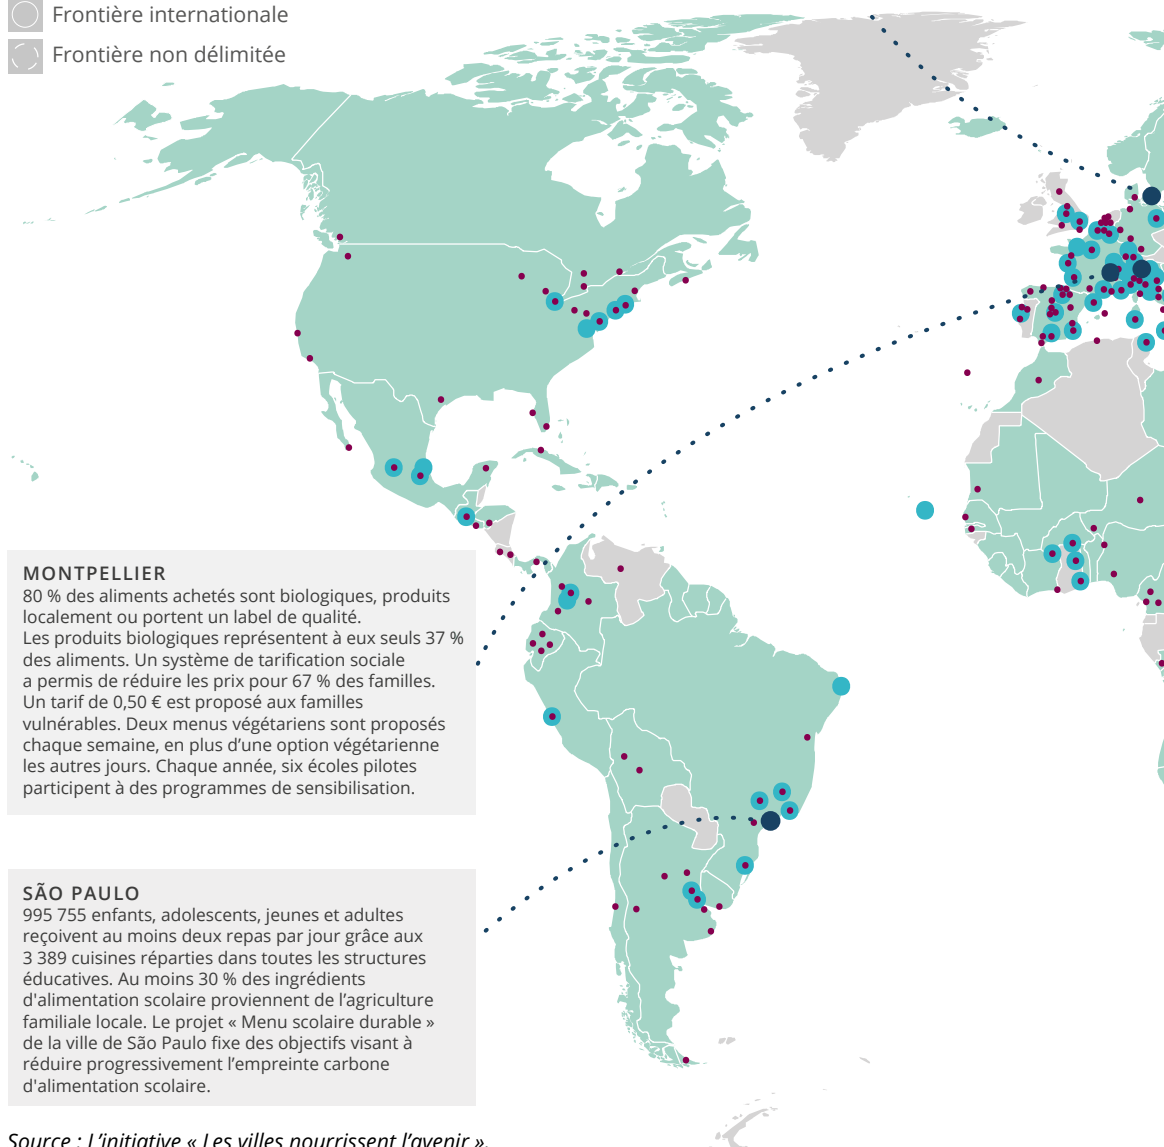 Frontière internationale
Frontière non délimitée
MONTPELLIER
80 % des aliments achetés sont biologiques, produits
localement ou portent un label de qualité.
Les produits biologiques représentent à eux seuls 37 %
des aliments. Un système de tarification sociale
a permis de réduire les prix pour 67 % des familles.
Un tarif de 0,50 € est proposé aux familles
vulnérables. Deux menus végétariens sont proposés
chaque semaine, en plus d’une option végétarienne
les autres jours. Chaque année, six écoles pilotes
participent à des programmes de sensibilisation.
SÃO PAULO
995 755 enfants, adolescents, jeunes et adultes
reçoivent au moins deux repas par jour grâce aux
3 389 cuisines réparties dans toutes les structures
éducatives. Au moins 30 % des ingrédients
d'alimentation scolaire proviennent de l’agriculture
familiale locale. Le projet « Menu scolaire durable »
de la ville de São Paulo fixe des objectifs visant à
réduire progressivement l’empreinte carbone
d'alimentation scolaire.
Source : L’initiative « Les villes nourrissent l’avenir ».